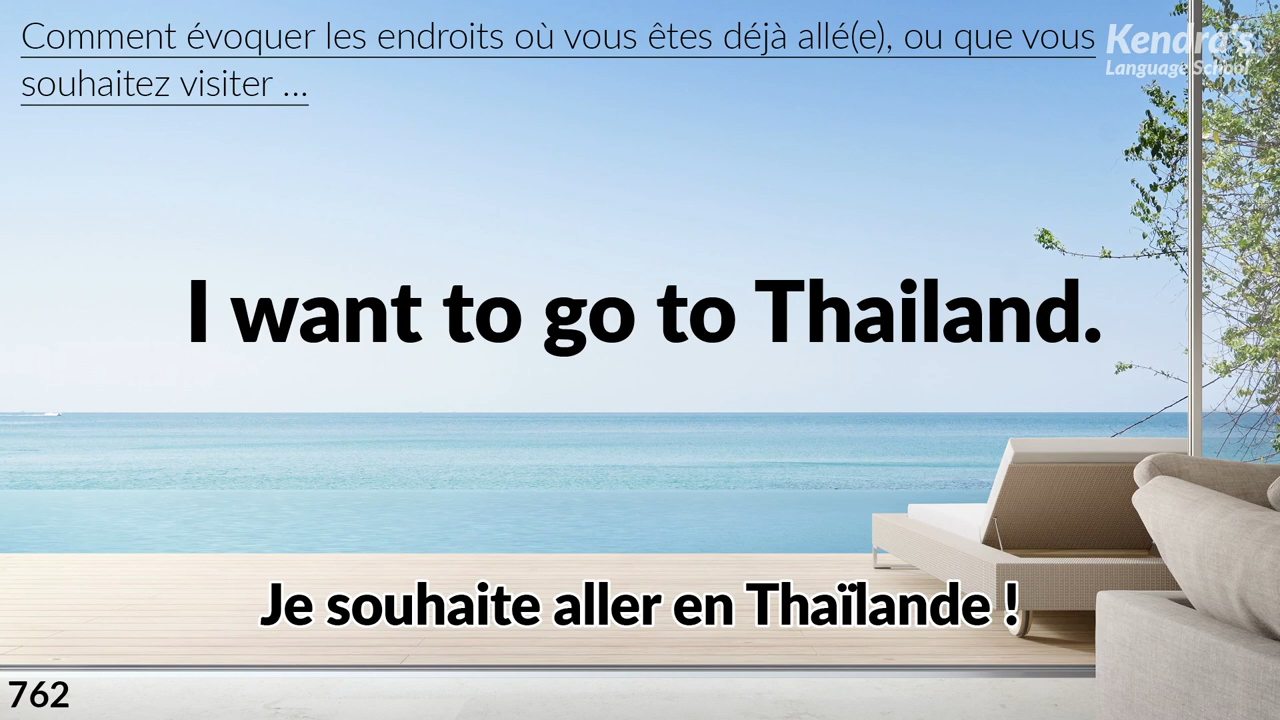 Comment évoquer les endroits où vous êtes déjà allé(e), ou que vous
souhaitez visiter ...
Kendra's
Language School
I want to go to Thailand.
Je souhaite aller en Thaïlande !
762